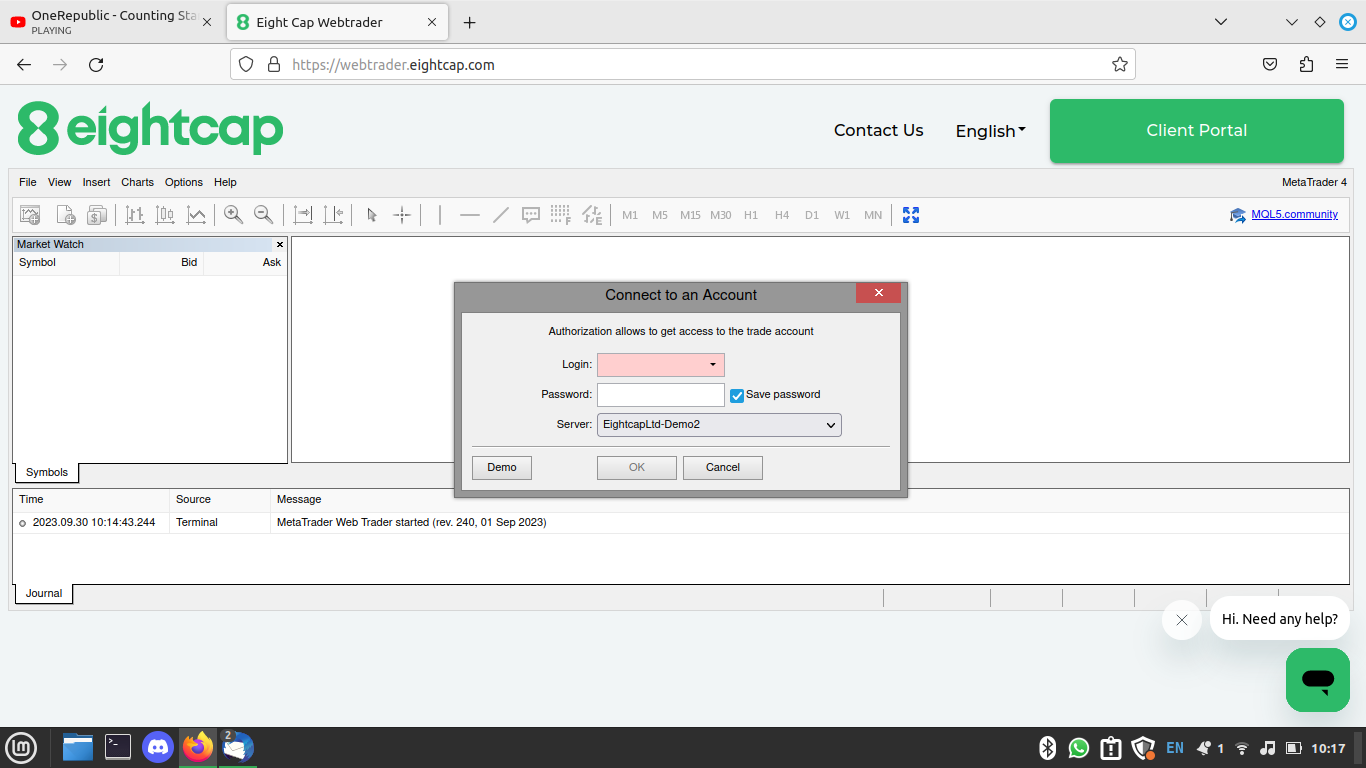 OneRepublic - Counting Sta
PLAYING
Eight Cap Webtrader
https://webtrader.eightcap.com
eightcap
Contact Us
English
Client Portal
File View Insert Charts Options Help
MetaTrader 4
M1 M5 M15 M30 H1 H4 D1 W1 MN
MQL5.community
Market Watch
Symbol Bid Ask
Symbols
Connect to an Account
Authorization allows to get access to the trade account
Login:
Password:
Save password
Server: EightcapLtd-Demo2
Demo OK Cancel
Time Source Message
2023.09.30 10:14:43.244 Terminal MetaTrader Web Trader started (rev. 240, 01 Sep 2023)
Journal
Hi. Need any help?
2
EN
1
10:17